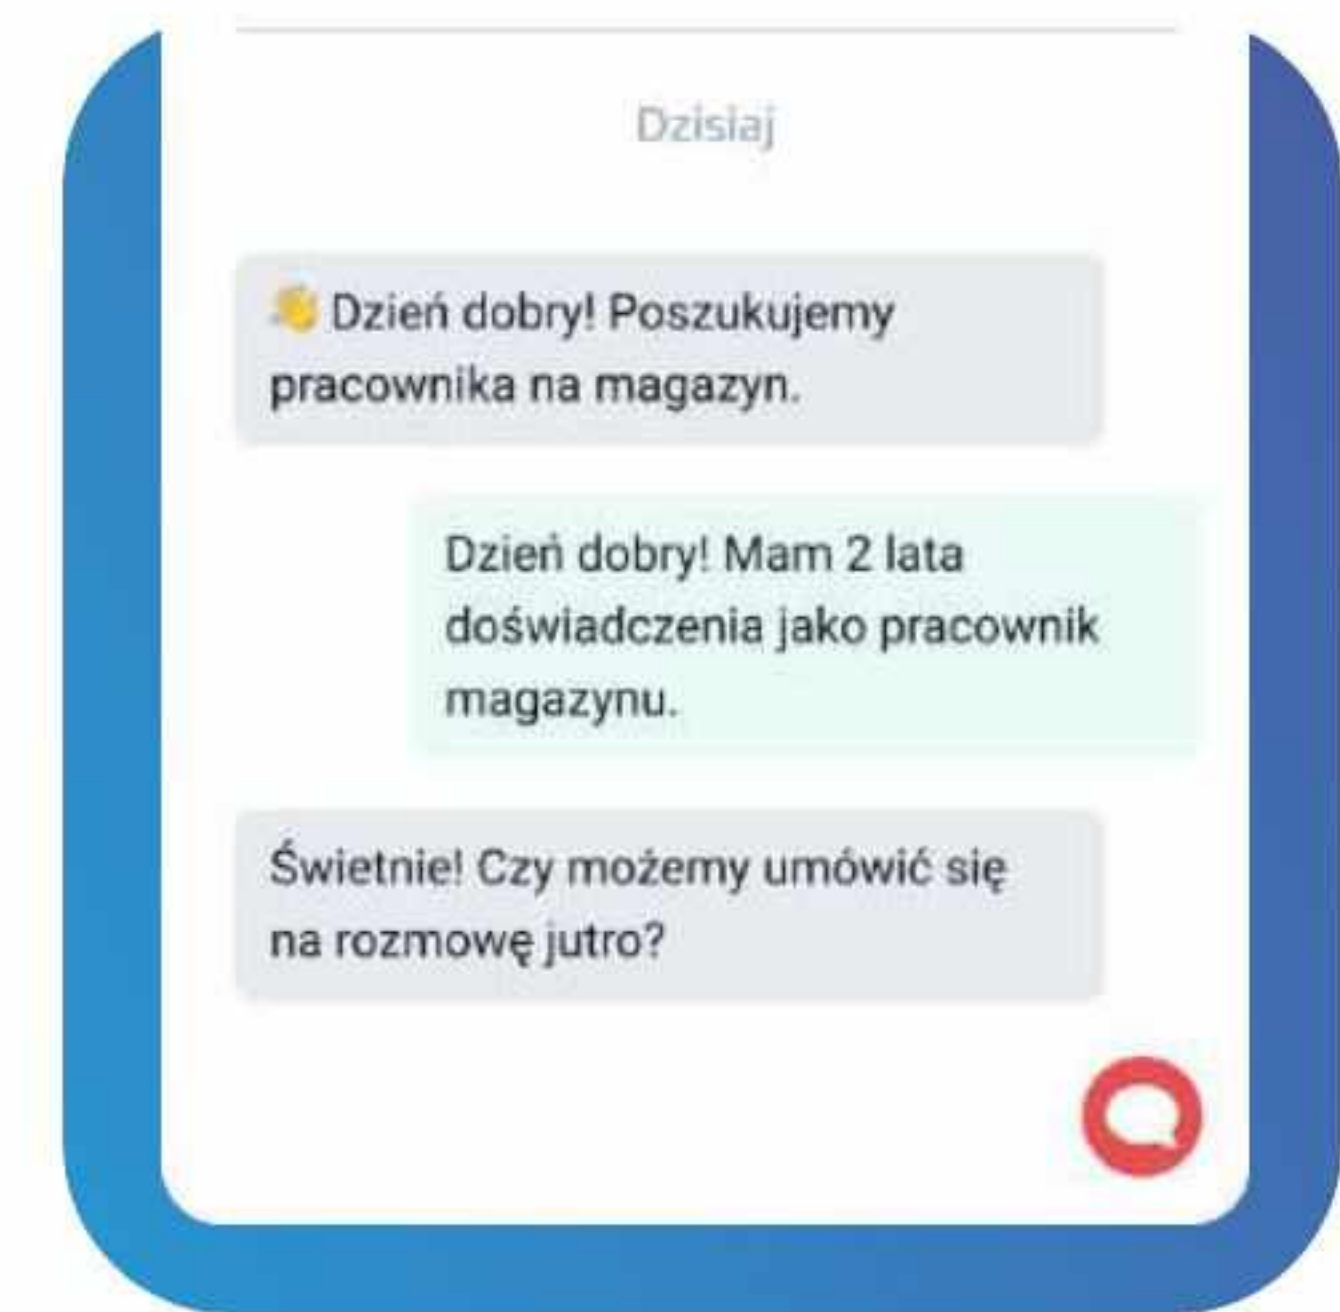 Dzisiaj
👋 Dzień dobry! Poszukujemy
pracownika na magazyn.
Dzień dobry! Mam 2 lata
doświadczenia jako pracownik
magazynu.
Świetnie! Czy możemy umówić się
na rozmowę jutro?